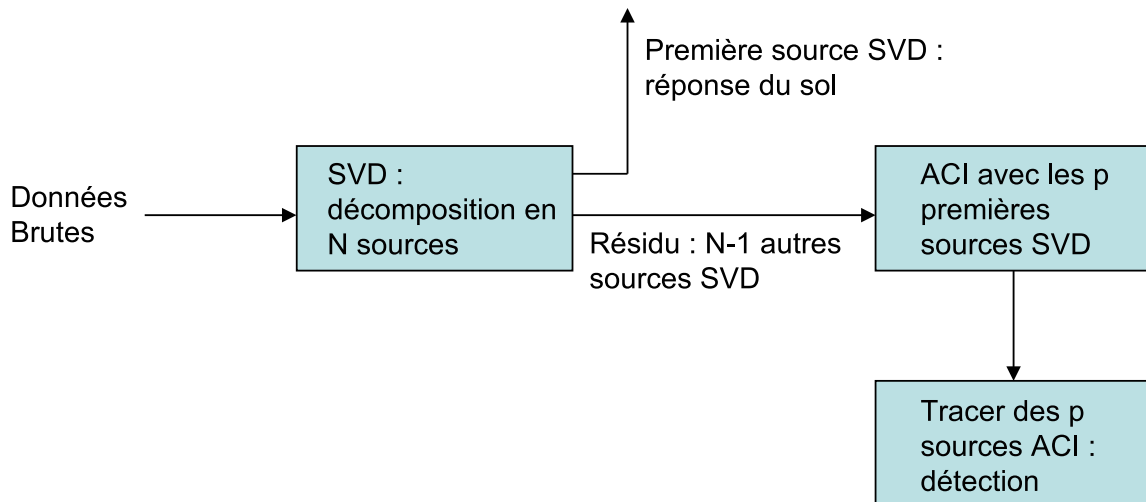 Première source SVD :
réponse du sol
Données
Brutes
SVD :
décomposition en
N sources
Résidu : N-1 autres
sources SVD
ACI avec les p
premières
sources SVD
Tracer des p
sources ACI :
détection